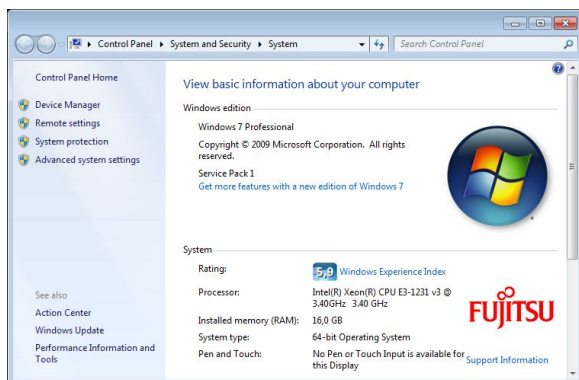 Control Panel ▸ System and Security ▸ System
Search Control Panel
Control Panel Home
Device Manager
Remote settings
System protection
Advanced system settings
See also
Action Center
Windows Update
Performance Information and
Tools
View basic information about your computer
Windows edition
Windows 7 Professional
Copyright © 2009 Microsoft Corporation. All rights
reserved.
Service Pack 1
Get more features with a new edition of Windows 7
System
Rating:
5,9 Windows Experience Index
Processor:
Intel(R) Xeon(R) CPU E3-1231 v3 @
3.40GHz 3.40 GHz
Installed memory (RAM):
16,0 GB
System type:
64-bit Operating System
Pen and Touch:
No Pen or Touch Input is available for
this Display
FUJITSU
Support Information